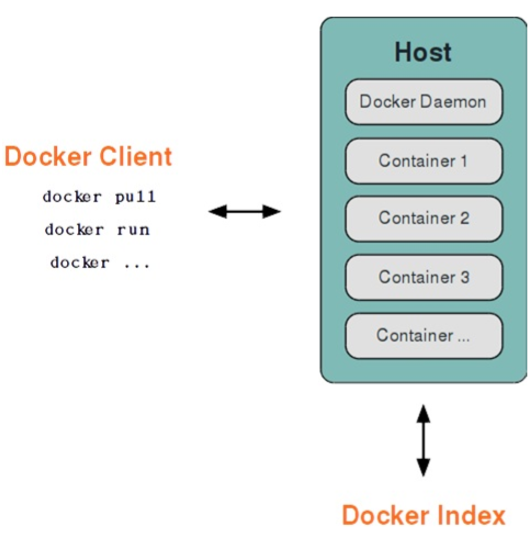 Host
Docker Daemon
Container 1
Container 2
Container 3
Container ...
Docker Client
docker pull
docker run
docker ...
Docker Index